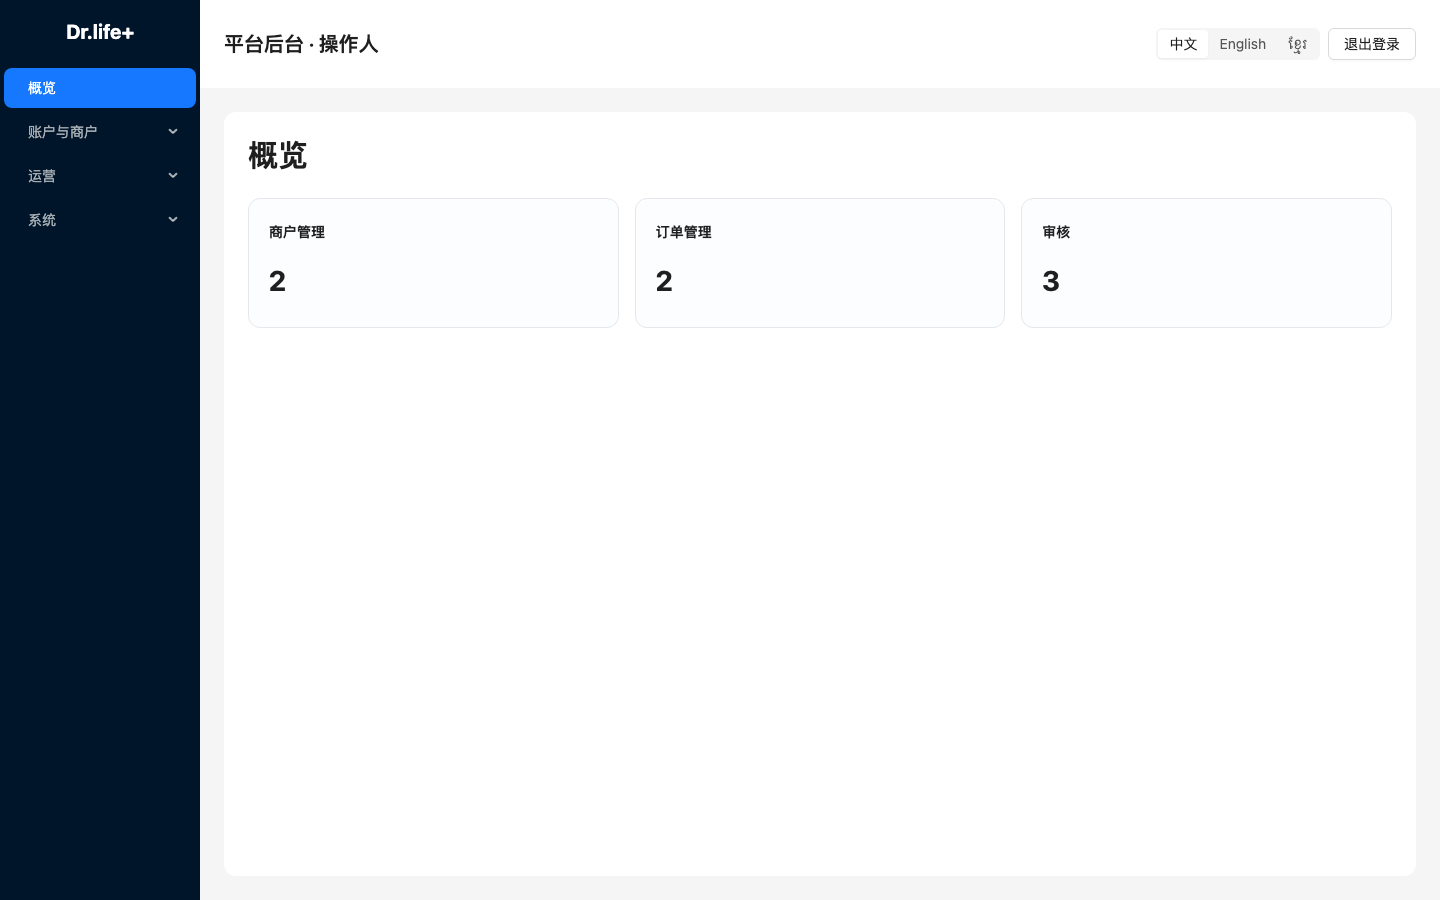 Dr.life+
概览
账户与商户
运营
系统
平台后台 · 操作人
中文 English ខ្មែរ 退出登录
概览
商户管理
2
订单管理
2
审核
3